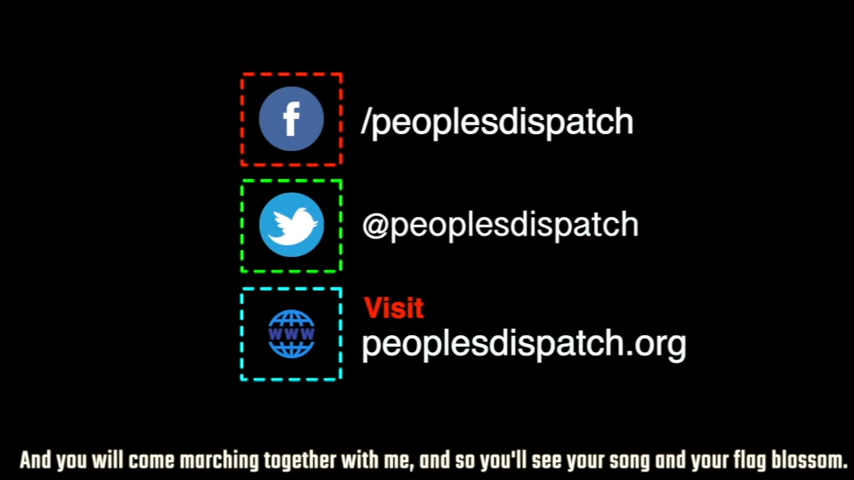 f
/peoplesdispatch
@peoplesdispatch
Visit
WWW
peoplesdispatch.org
And you will come marching together with me, and so you'll see your song and your flag blossom.